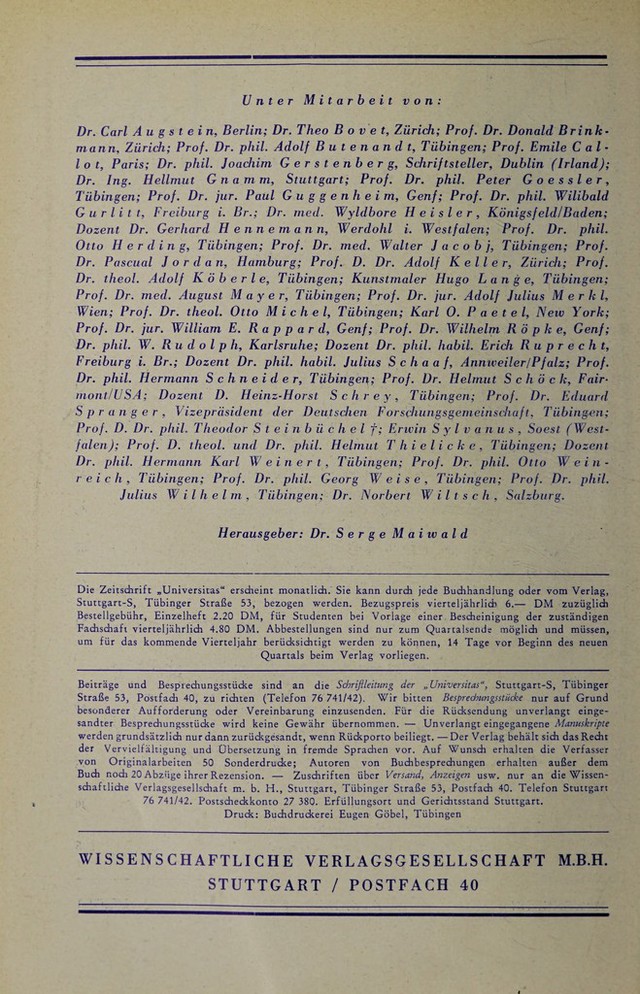 Unter Mitarbeit von:
Dr. Carl Augstein, Berlin; Dr. Theo Bovet, Zürich; Prof. Dr. Donald Brink-
mann, Zürich; Prof. Dr. phil. Adolf Butenandt, Tübingen; Prof. Emile Cal-
lot, Paris; Dr. phil. Joachim Gerstenberg, Schriftsteller, Dublin (Irland);
Dr. Ing. Hellmut Gnamm, Stuttgart; Prof. Dr. phil. Peter Goessler,
Tübingen; Prof. Dr. jur. Paul Guggenheim, Genf; Prof. Dr. phil. Wilibald
Gurlitt, Freiburg i. Br.; Dr. med. Wyldbore Heisler, Königsfeld/Baden;
Dozent Dr. Gerhard Hennemann, Werdohl i. Westfalen; Prof. Dr. phil.
Otto Herding, Tübingen; Prof. Dr. med. Walter Jacobj, Tübingen; Prof.
Dr. Pascual Jordan, Hamburg; Prof. D. Dr. Adolf Keller, Zürich; Prof.
Dr. theol. Adolf Köberle, Tübingen; Kunstmaler Hugo Lange, Tübingen;
Prof. Dr. med. August Mayer, Tübingen; Prof. Dr. jur. Adolf Julius Merkl,
Wien; Prof. Dr. theol. Otto Michel, Tübingen; Karl O. Paetel, New York;
Prof. Dr. jur. William E. Rappard, Genf; Prof. Dr. Wilhelm Röpke, Genf;
Dr. phil. W. Rudolph, Karlsruhe; Dozent Dr. phil. habil. Erich Ruprecht,
Freiburg i. Br.; Dozent Dr. phil. habil. Julius Schaaf, Annweiler/Pfalz; Prof.
Dr. phil. Hermann Schneider, Tübingen; Prof. Dr. Helmut Schöck, Fair-
mont/USA; Dozent D. Heinz-Horst Schrey, Tübingen; Prof. Dr. Eduard
Spranger, Vizepräsident der Deutschen Forschungsgemeinschaft, Tübingen;
Prof. D. Dr. phil. Theodor Steinbüchel †; Erwin Sylvanus, Soest (West-
falen); Prof. D. theol. und Dr. phil. Helmut Thielicke, Tübingen; Dozent
Dr. phil. Hermann Karl Weinert, Tübingen; Prof. Dr. phil. Otto Wein-
reich, Tübingen; Prof. Dr. phil. Georg Weise, Tübingen; Prof. Dr. phil.
Julius Wilhelm, Tübingen; Dr. Norbert Wiltsch, Salzburg.
Herausgeber: Dr. Serge Maiwald
Die Zeitschrift „Universitas“ erscheint monatlich. Sie kann durch jede Buchhandlung oder vom Verlag,
Stuttgart-S, Tübinger Straße 53, bezogen werden. Bezugspreis vierteljährlich 6.— DM zuzüglich
Bestellgebühr, Einzelheft 2.20 DM, für Studenten bei Vorlage einer Bescheinigung der zuständigen
Fachschaft vierteljährlich 4.80 DM. Abbestellungen sind nur zum Quartalsende möglich und müssen,
um für das kommende Vierteljahr berücksichtigt werden zu können, 14 Tage vor Beginn des neuen
Quartals beim Verlag vorliegen.
Beiträge und Besprechungsstücke sind an die Schriftleitung der „Universitas“, Stuttgart-S, Tübinger
Straße 53, Postfach 40, zu richten (Telefon 76 741/42). Wir bitten Besprechungsstücke nur auf Grund
besonderer Aufforderung oder Vereinbarung einzusenden. Für die Rücksendung unverlangt einge-
sandter Besprechungsstücke wird keine Gewähr übernommen. — Unverlangt eingegangene Manuskripte
werden grundsätzlich nur dann zurückgesandt, wenn Rückporto beiliegt. — Der Verlag behält sich das Recht
der Vervielfältigung und Übersetzung in fremde Sprachen vor. Auf Wunsch erhalten die Verfasser
von Originalarbeiten 50 Sonderdrucke; Autoren von Buchbesprechungen erhalten außer dem
Buch noch 20 Abzüge ihrer Rezension. — Zuschriften über Versand, Anzeigen usw. nur an die Wissen-
schaftliche Verlagsgesellschaft m. b. H., Stuttgart, Tübinger Straße 53, Postfach 40. Telefon Stuttgart
76 741/42. Postscheckkonto 27 380. Erfüllungsort und Gerichtsstand Stuttgart.
Druck: Buchdruckerei Eugen Göbel, Tübingen
WISSENSCHAFTLICHE VERLAGSGESELLSCHAFT M.B.H.
STUTTGART / POSTFACH 40